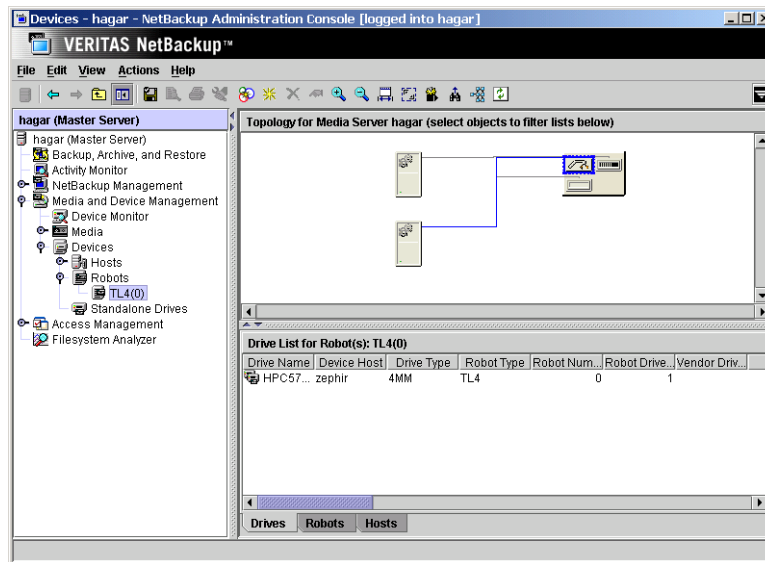 Devices - hagar - NetBackup Administration Console [logged into hagar]
VERITAS NetBackup™
File Edit View Actions Help
hagar (Master Server)
hagar (Master Server)
Backup, Archive, and Restore
Activity Monitor
NetBackup Management
Media and Device Management
Device Monitor
Media
Devices
Hosts
Robots
TL4(0)
Standalone Drives
Access Management
Filesystem Analyzer
Topology for Media Server hagar (select objects to filter lists below)
Drive List for Robot(s): TL4(0)
Drive Name Device Host Drive Type Robot Type Robot Num... Robot Drive... Vendor Driv...
HPC57... zephir 4MM TL4 0 1
Drives Robots Hosts